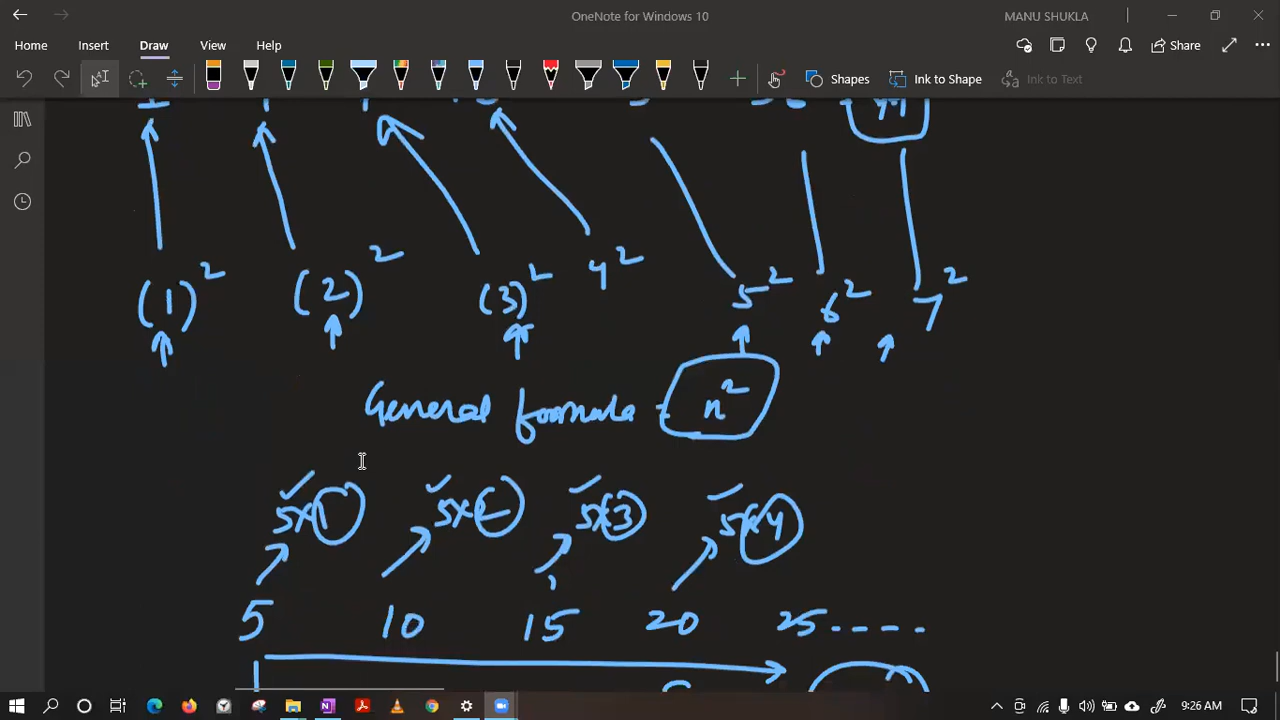 OneNote for Windows 10
MANU SHUKLA
Home Insert Draw View Help
Share
Shapes Ink to Shape Ink to Text
(1)² (2)² (3)² 4² 5² 6² 7²
General formula = n²
5×1 5×2 5×3 5×4
5 10 15 20 25 - - - -
9:26 AM